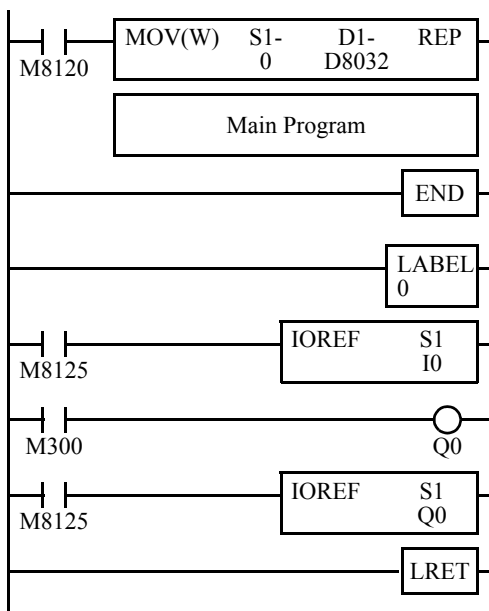 MOV(W) S1- D1- REP
0 D8032
M8120
Main Program
END
LABEL
0
IOREF S1
I0
M8125
M300
Q0
IOREF S1
Q0
M8125
LRET